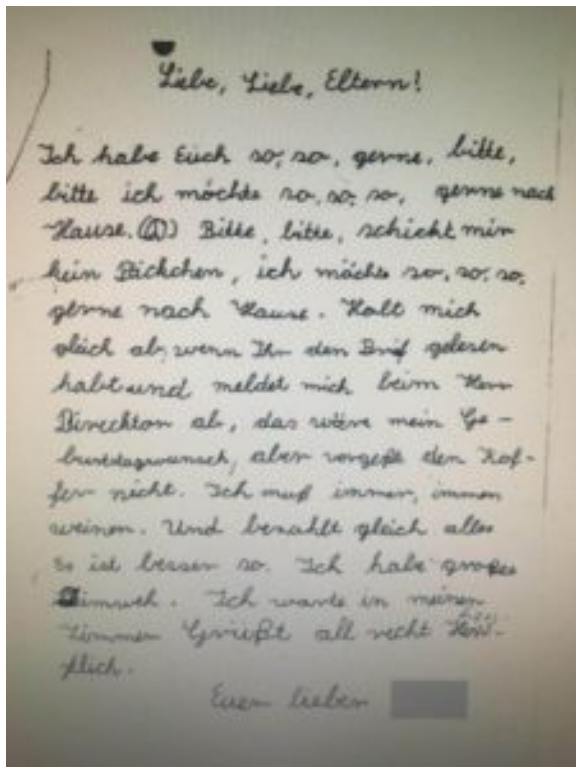 Liebe, Liebe, Eltern!
Ich habe Euch so, so, gerne, bitte,
bitte ich möchte so, so, so, gerne nach
Hause. Bitte, bitte, schickt mir
kein Päckchen, ich möchte so, so, so,
gerne nach Hause. Holt mich
gleich ab, wenn Ihr den Brief gelesen
habt und meldet mich beim Herr
Direcktor ab, das wäre mein Ge-
burtstagwunsch, aber vergeßt den Kof-
fer nicht. Ich muß immer, immer
weinen. Und bezahlt gleich alles
Es ist besser so. Ich habe großes
Heimweh. Ich warte in meinen
Zimmer Grüßt all recht Herz-
lich.
Euer lieber